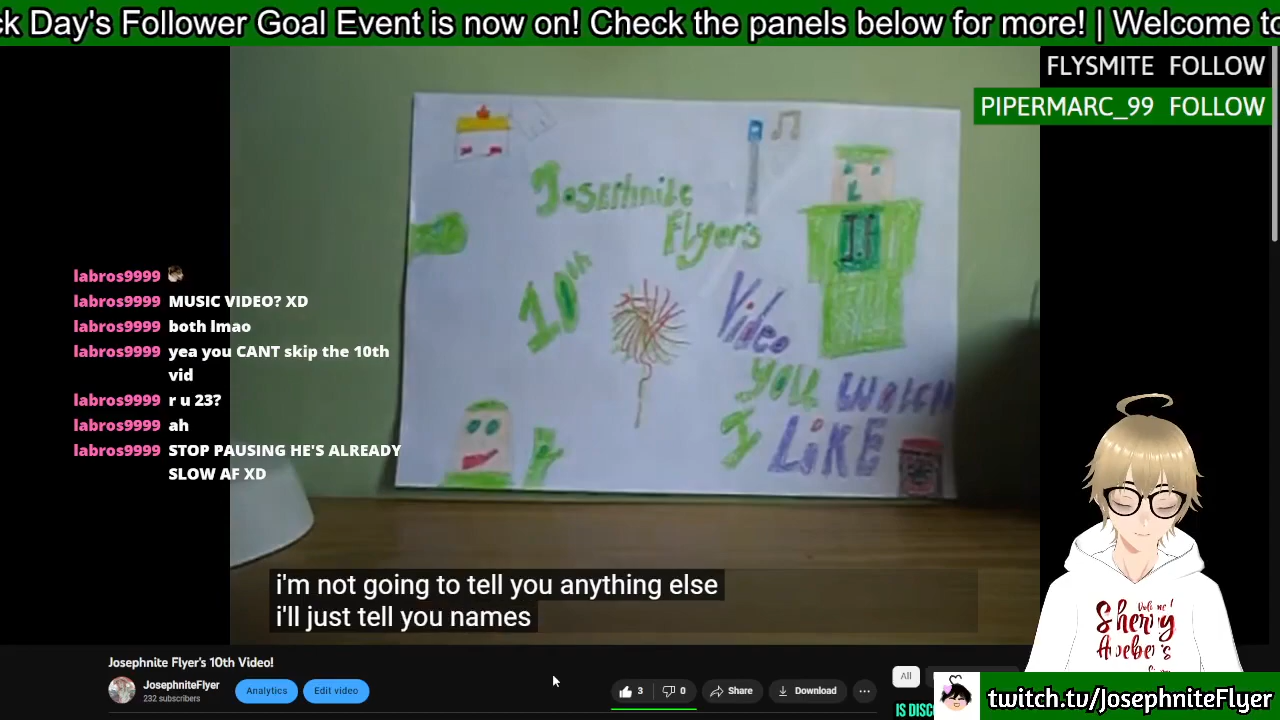 ck Day's Follower Goal Event is now on! Check the panels below for more! | Welcome to
FLYSMITE FOLLOW
PIPERMARC_99 FOLLOW
Josephnite
Flyer's
10th
Video
You Watch
I LiKE
JF
labros9999
labros9999 MUSIC VIDEO? XD
labros9999 both lmao
labros9999 yea you CANT skip the 10th
vid
labros9999 r u 23?
labros9999 ah
labros9999 STOP PAUSING HE'S ALREADY
SLOW AF XD
i'm not going to tell you anything else
i'll just tell you names
Josephnite Flyer's 10th Video!
JosephniteFlyer
232 subscribers
Analytics
Edit video
3
0
Share
Download
All
IS DISC
twitch.tv/JosephniteFlyer